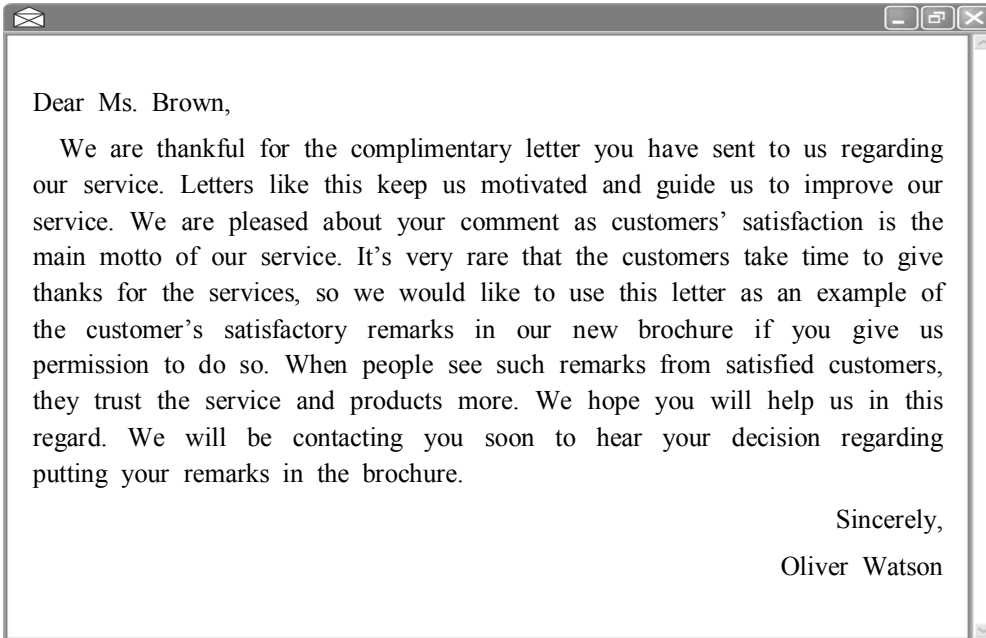 Dear Ms. Brown,
We are thankful for the complimentary letter you have sent to us regarding
our service. Letters like this keep us motivated and guide us to improve our
service. We are pleased about your comment as customers’ satisfaction is the
main motto of our service. It’s very rare that the customers take time to give
thanks for the services, so we would like to use this letter as an example of
the customer’s satisfactory remarks in our new brochure if you give us
permission to do so. When people see such remarks from satisfied customers,
they trust the service and products more. We hope you will help us in this
regard. We will be contacting you soon to hear your decision regarding
putting your remarks in the brochure.
Sincerely,
Oliver Watson